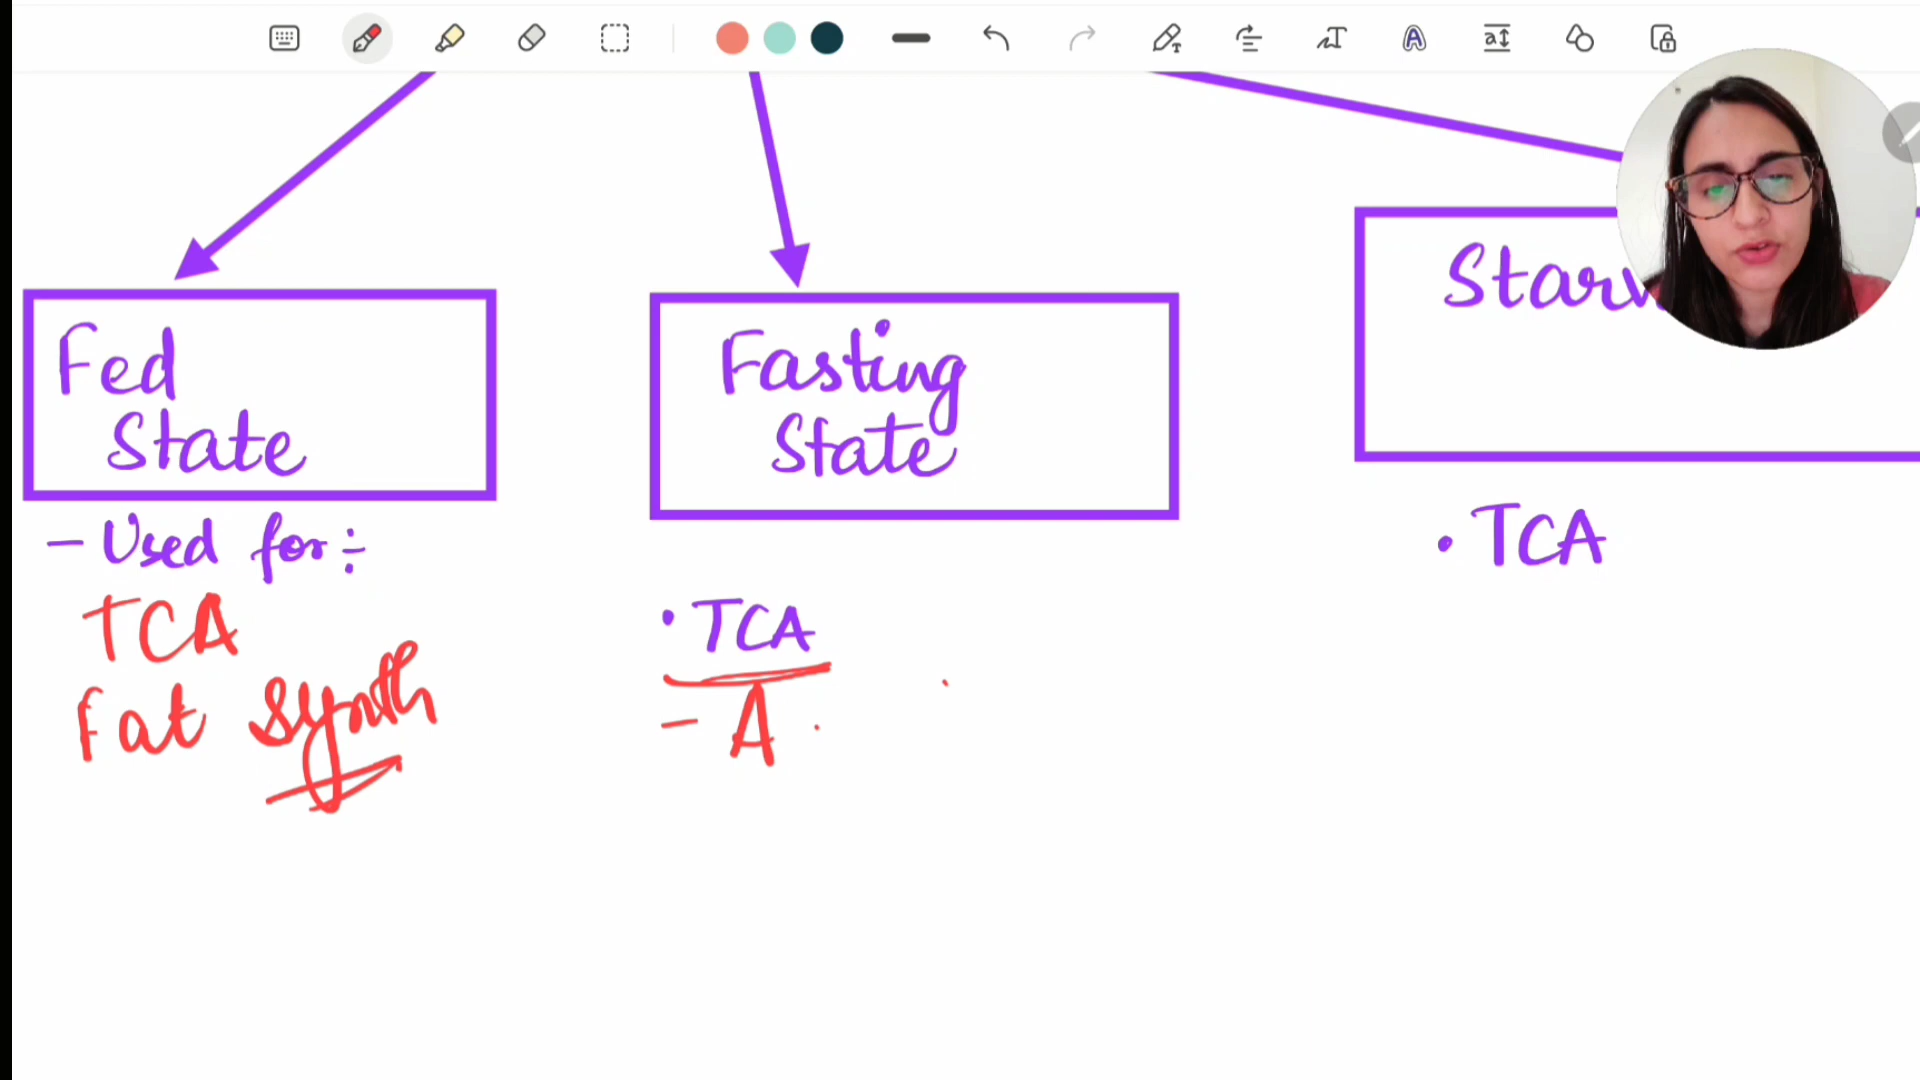 Fed
State
Fasting
State
Starv
- Used for :-
TCA
Fat Synth
• TCA
- A
• TCA